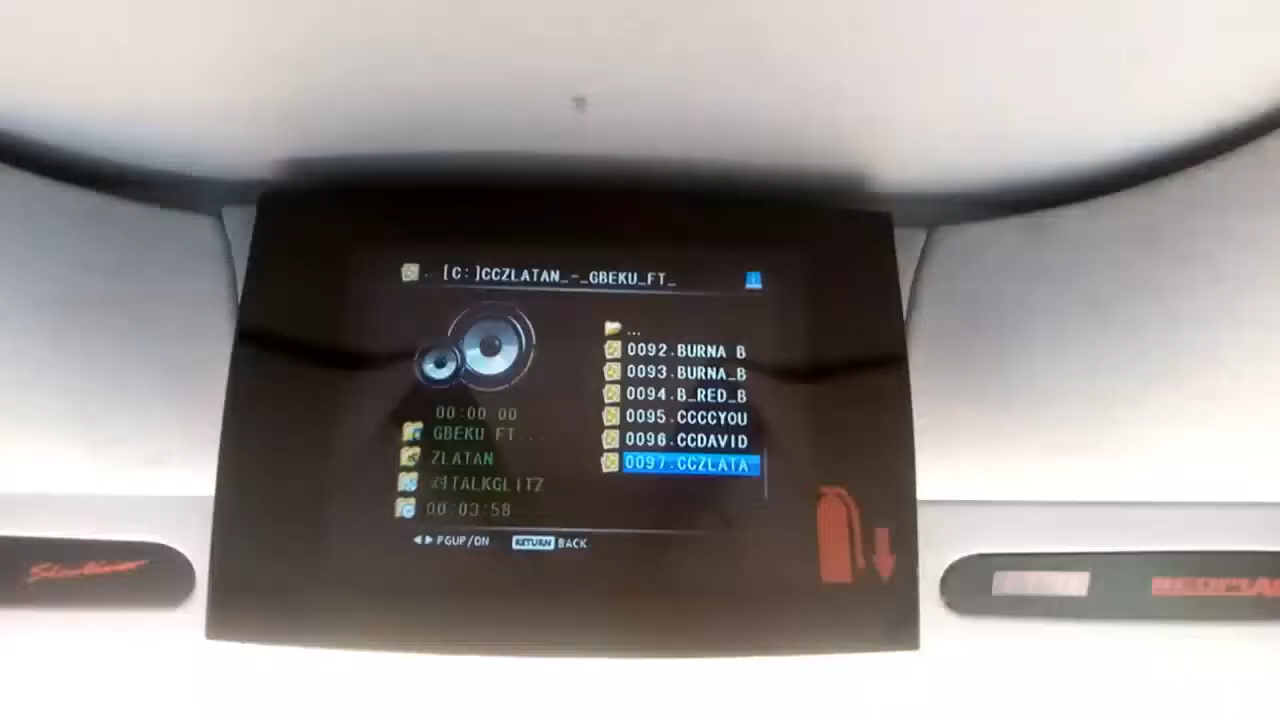 [C:]CCZLATAN_-_GBEKU_FT_
...
0092.BURNA B
0093.BURNA_B
0094.B_RED_B
0095.CCCCYOU
0096.CCDAVID
0097.CCZLATA
00:00 00
GBEKU FT...
ZLATAN
00:03:58
PGUP/DN
RETURN BACK